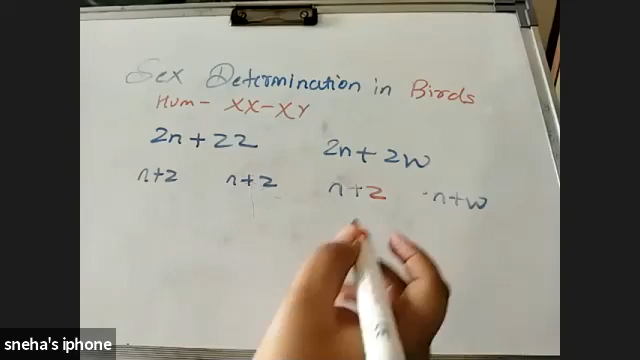 Sex Determination in Birds
Hum - XX-XY
2n+ZZ 2n+ZW
n+Z n+Z n+Z n+W
sneha's iphone